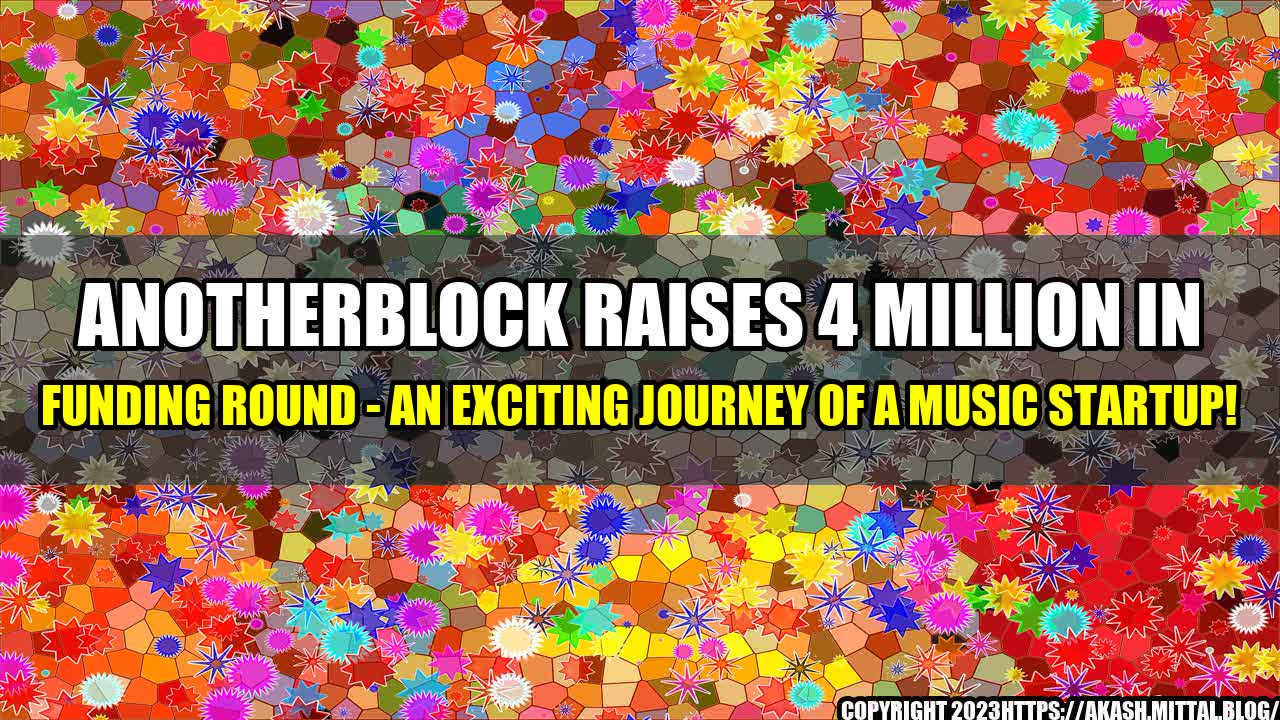 ANOTHERBLOCK RAISES 4 MILLION IN
FUNDING ROUND - AN EXCITING JOURNEY OF A MUSIC STARTUP!
COPYRIGHT 2023HTTPS://AKASH.MITTAL.BLOG/